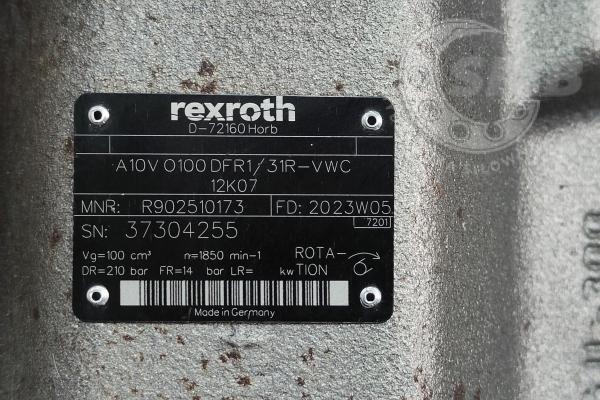 rexroth
D-72160 Horb
A10V O100 DFR1/31R-VWC
12K07
MNR: R902510173 FD: 2023W05
7201
SN: 37304255
Vg=100 cm³ n=1850 min-1 ROTA-
DR=210 bar FR=14 bar LR= kw TION
Made in Germany